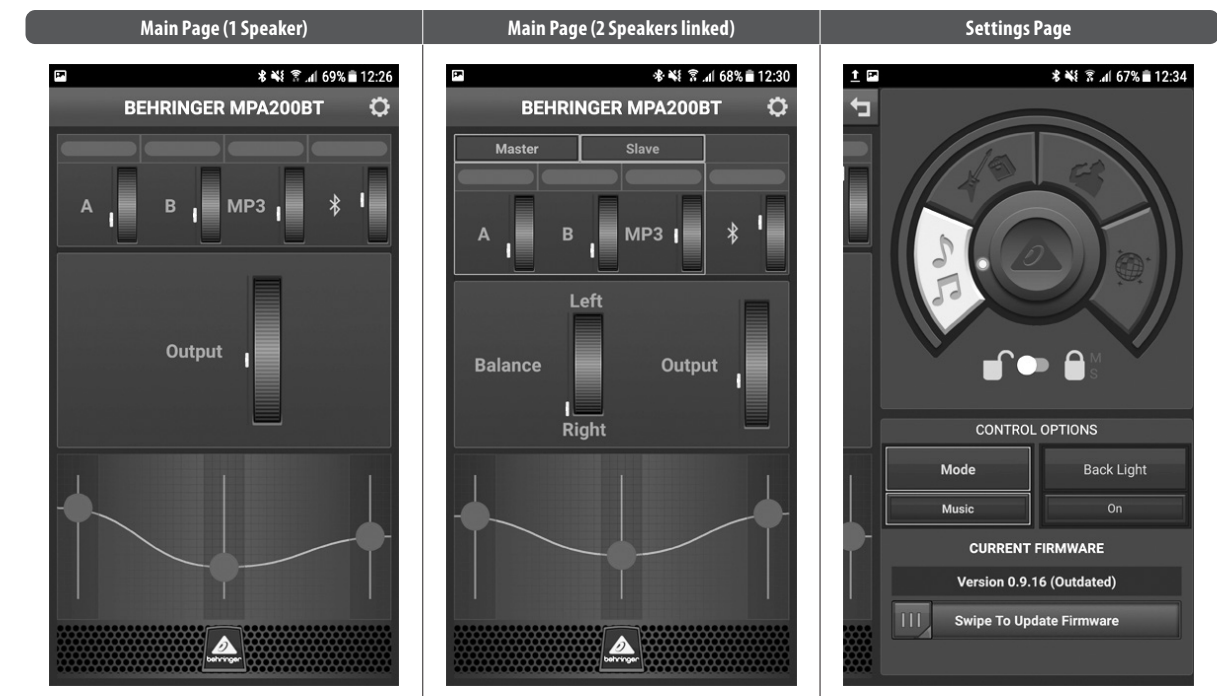 Main Page (1 Speaker)
Main Page (2 Speakers linked)
Settings Page
69% 12:26
BEHRINGER MPA200BT
A
B
MP3
Output
behringer
68% 12:30
BEHRINGER MPA200BT
Master
Slave
A
B
MP3
Left
Balance
Output
Right
behringer
67% 12:34
M
S
CONTROL OPTIONS
Mode
Back Light
Music
On
CURRENT FIRMWARE
Version 0.9.16 (Outdated)
Swipe To Update Firmware